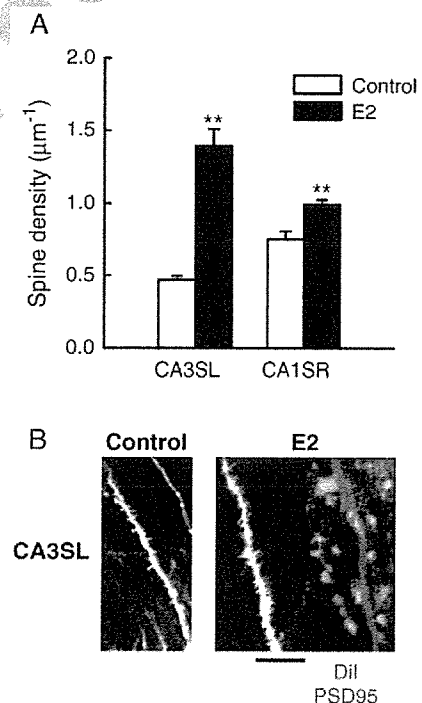 A
2.0
1.5
1.0
0.5
0.0
Spine density (μm⁻¹)
Control
E2
**
**
CA3SL
CA1SR
B
Control
E2
CA3SL
DiI
PSD95